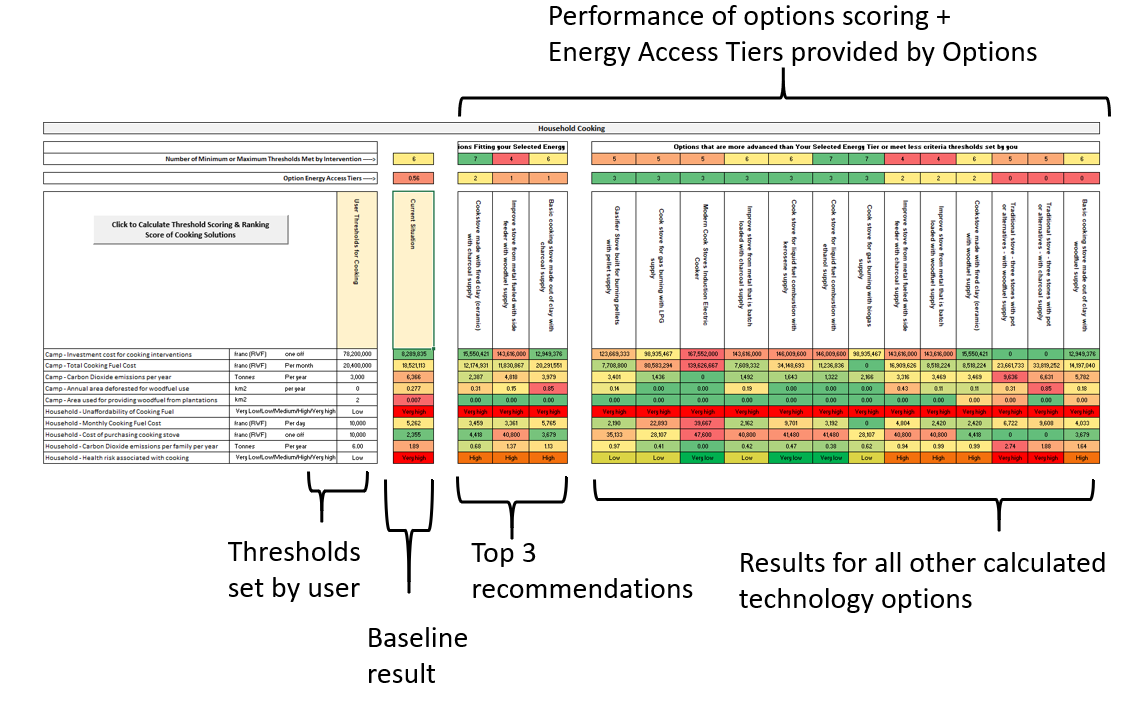 Performance of options scoring +
Energy Access Tiers provided by Options
Household Cooking
ions Fitting your Selected Energy
Options that are more advanced than Your Selected Energy Tier or meet less criteria thresholds set by you
Number of Minimum or Maximum Thresholds Met by Intervention ---> 6 7 4 6 5 5 5 6 6 7 7 4 4 6 5 5 6
Option Energy Access Tiers ---> 0.56 2 1 1 3 3 3 3 3 3 3 2 2 2 0 0 0
Click to Calculate Threshold Scoring & Ranking
Score of Cooking Solutions
User Thresholds for Cooking
Current Situation
Cookstove made with fired clay (ceramic)
with charcoal supply
Improve stove from metal fueled with side
feeder with woodfuel supply
Basic cooking stove made out of clay with
charcoal supply
Gasifier Stove built for burning pellets
with pellet supply
Cook stove for gas burning with LPG
supply
Modern Cook Stoves Induction Electric
Cooker
Improve stove from metal that is batch
loaded with charcoal supply
Cook stove for liquid fuel combustion with
kerosene supply
Cook stove for liquid fuel combustion with
ethanol supply
Cook stove for gas burning with biogas
supply
Improve stove from metal fueled with side
feeder with charcoal supply
Improve stove from metal that is batch
loaded with woodfuel supply
Cookstove made with fired clay (ceramic)
with woodfuel supply
Traditional stove - three stones with pot
or alternatives - with woodfuel supply
Traditional stove - three stones with pot
or alternatives - with charcoal supply
Basic cooking stove made out of clay with
woodfuel supply
Camp - Investment cost for cooking interventions franc (RWF) one off 78,200,000 8,289,835 15,550,421 143,616,000 12,949,376 123,669,333 98,935,467 167,552,000 143,616,000 146,009,600 146,009,600 98,935,467 143,616,000 143,616,000 15,550,421 0 0 12,949,376
Camp - Total Cooking Fuel Cost franc (RWF) Per month 20,400,000 18,521,113 12,174,931 11,830,867 20,291,551 7,708,800 80,583,294 139,626,667 7,609,332 34,148,693 11,236,836 0 16,909,626 8,518,224 8,518,224 23,661,733 33,819,252 14,197,040
Camp - Carbon Dioxide emissions per year Tonnes Per year 3,000 6,366 2,387 4,818 3,979 3,401 1,436 0 1,492 1,643 1,322 2,166 3,316 3,469 3,469 9,636 6,631 5,782
Camp - Annual area deforested for woodfuel use km2 per year 0 0.277 0.31 0.15 0.85 0.14 0.00 0.00 0.19 0.00 0.00 0.00 0.43 0.11 0.11 0.31 0.85 0.18
Camp - Area used for providing woodfuel from plantations km2 2 0.007 0.00 0.00 0.00 0.00 0.00 0.00 0.00 0.00 0.00 0.00 0.00 0.00 0.00 0.00 0.00 0.00
Household - Unaffordability of Cooking Fuel Very Low/Low/Medium/High/Very high Low Very high Very high Very high Very high Very high Very high Very high Very high Very high Very high Very high Very high Very high Very high Very high Very high Very high
Household - Monthly Cooking Fuel Cost franc (RWF) Per day 10,000 5,262 3,459 3,361 5,765 2,190 22,893 39,667 2,162 9,701 3,192 0 4,804 2,420 2,420 6,722 9,608 4,033
Household - Cost of purchasing cooking stove franc (RWF) one off 10,000 2,355 4,418 40,800 3,679 35,133 28,107 47,600 40,800 41,480 41,480 28,107 40,800 40,800 4,418 0 0 3,679
Household - Carbon Dioxide emissions per family per year Tonnes Per year 6.00 1.89 0.68 1.37 1.13 0.97 0.41 0.00 0.42 0.47 0.38 0.62 0.94 0.99 0.99 2.74 1.88 1.64
Household - Health risk associated with cooking Very Low/Low/Medium/High/Very high Low Very high High High High Low Low Very low Low Very low Very low Low High High High Very high Very high High
Thresholds
set by user
Baseline
result
Top 3
recommendations
Results for all other calculated
technology options